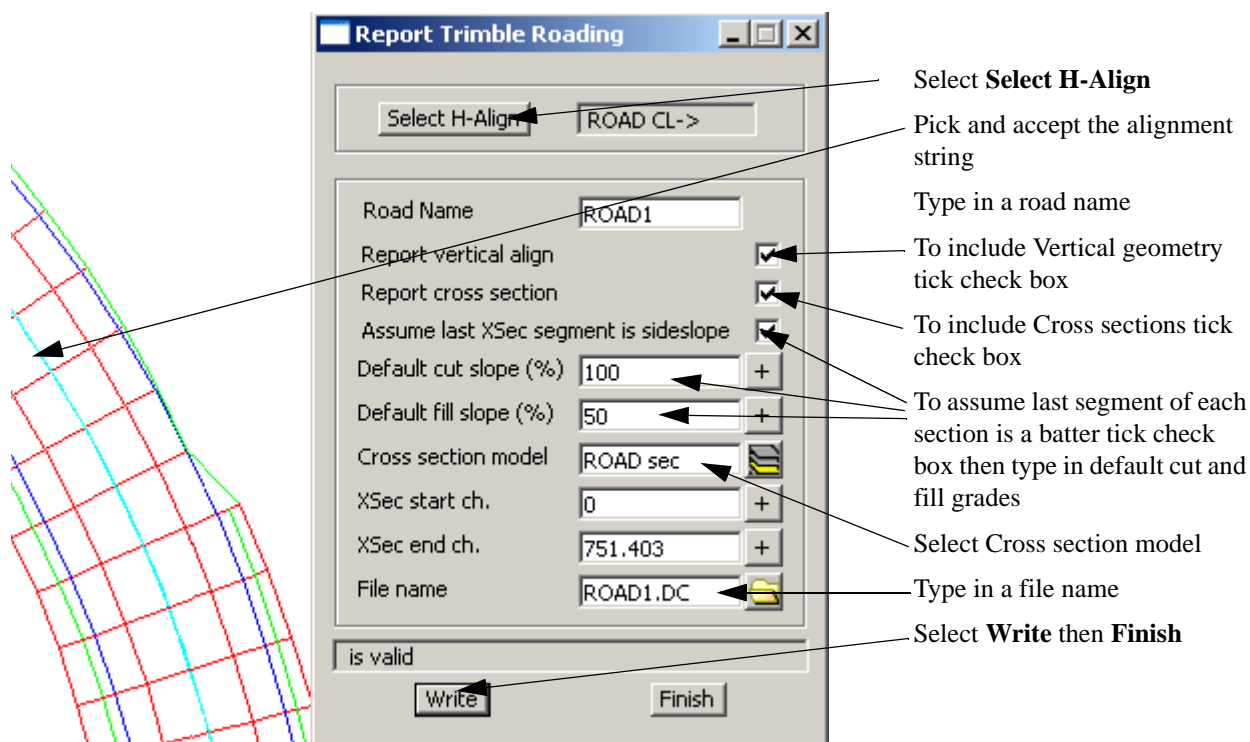 Report Trimble Roading
Select H-Align
ROAD CL->
Road Name
ROAD1
Report vertical align
Report cross section
Assume last XSec segment is sideslope
Default cut slope (%)
100
+
Default fill slope (%)
50
+
Cross section model
ROAD sec
XSec start ch.
0
+
XSec end ch.
751.403
+
File name
ROAD1.DC
is valid
Write
Finish
Select Select H-Align
Pick and accept the alignment
string
Type in a road name
To include Vertical geometry
tick check box
To include Cross sections tick
check box
To assume last segment of each
section is a batter tick check
box then type in default cut and
fill grades
Select Cross section model
Type in a file name
Select Write then Finish